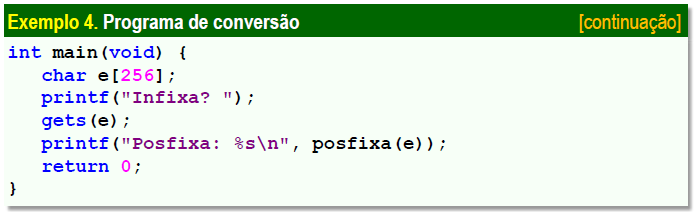 Exemplo 4. Programa de conversão [continuação]
int main(void) {
   char e[256];
   printf("Infixa? ");
   gets(e);
   printf("Posfixa: %s\n", posfixa(e));
   return 0;
}